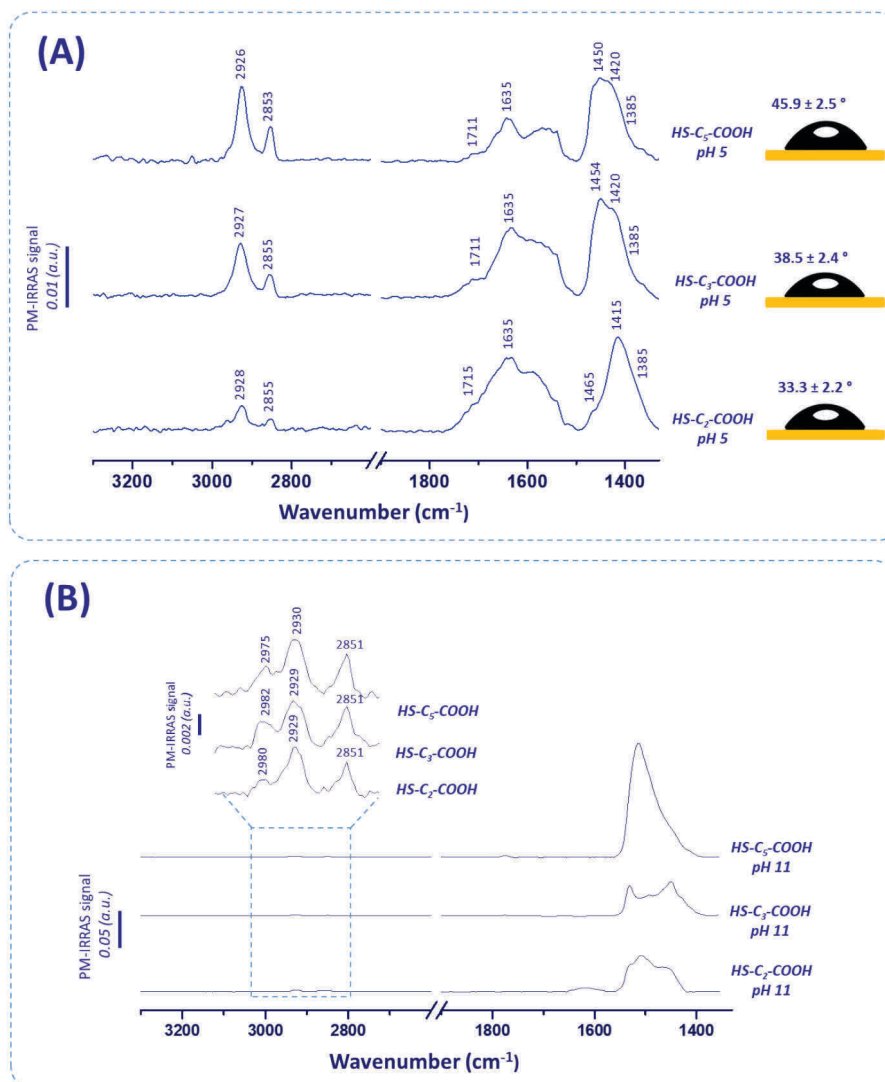 (A)
2926
2853
1711
1635
1450
1420
1385
HS-C₅-COOH
pH 5
45.9 ± 2.5 °
2927
2855
1711
1635
1454
1420
1385
HS-C₃-COOH
pH 5
38.5 ± 2.4 °
2928
2855
1715
1635
1465
1415
1385
HS-C₂-COOH
pH 5
33.3 ± 2.2 °
PM-IRRAS signal
0.01 (a.u.)
3200 3000 2800 1800 1600 1400
Wavenumber (cm⁻¹)
(B)
2975
2930
2851
HS-C₅-COOH
2982
2929
2851
HS-C₃-COOH
2980
2929
2851
HS-C₂-COOH
PM-IRRAS signal
0.002 (a.u.)
HS-C₅-COOH
pH 11
HS-C₃-COOH
pH 11
HS-C₂-COOH
pH 11
PM-IRRAS signal
0.05 (a.u.)
3200 3000 2800 1800 1600 1400
Wavenumber (cm⁻¹)